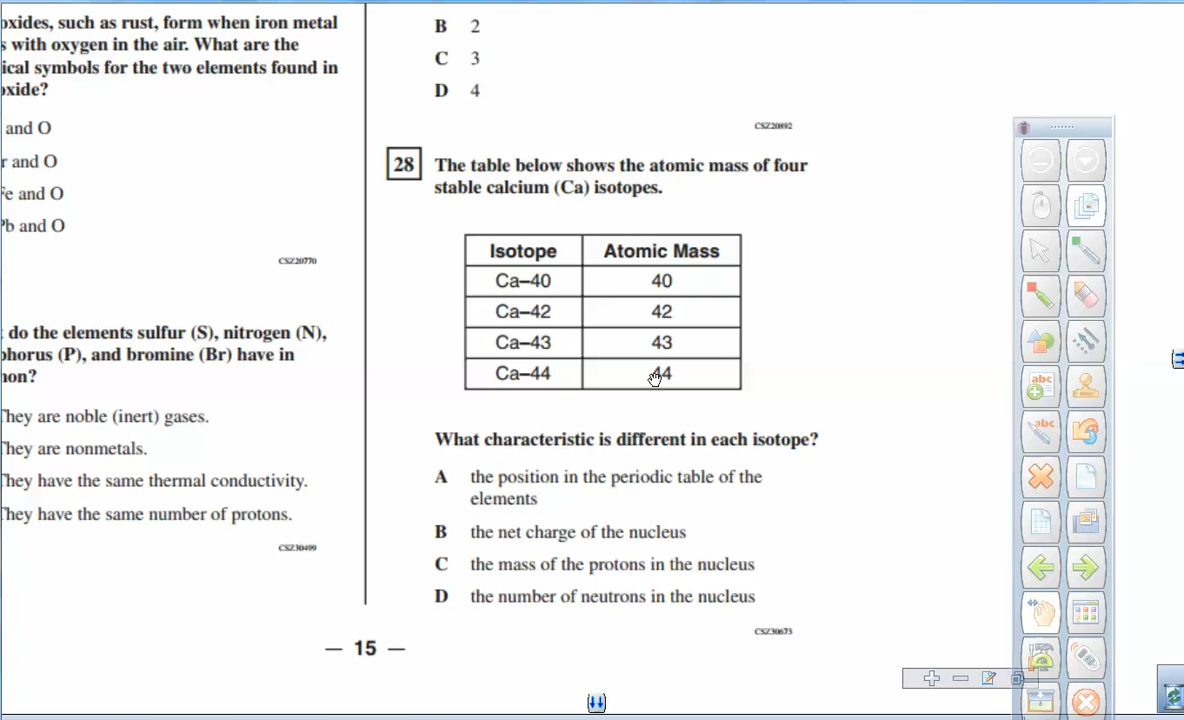 oxides, such as rust, form when iron metal
s with oxygen in the air. What are the
ical symbols for the two elements found in
oxide?
and O
r and O
Fe and O
Pb and O
CSZ20770
do the elements sulfur (S), nitrogen (N),
phorus (P), and bromine (Br) have in
non?
They are noble (inert) gases.
They are nonmetals.
They have the same thermal conductivity.
They have the same number of protons.
CSZ30499
B 2
C 3
D 4
CSZ20892
28 The table below shows the atomic mass of four
stable calcium (Ca) isotopes.
Isotope Atomic Mass
Ca–40 40
Ca–42 42
Ca–43 43
Ca–44 44
What characteristic is different in each isotope?
A the position in the periodic table of the
elements
B the net charge of the nucleus
C the mass of the protons in the nucleus
D the number of neutrons in the nucleus
CSZ30673
— 15 —
abc
abc